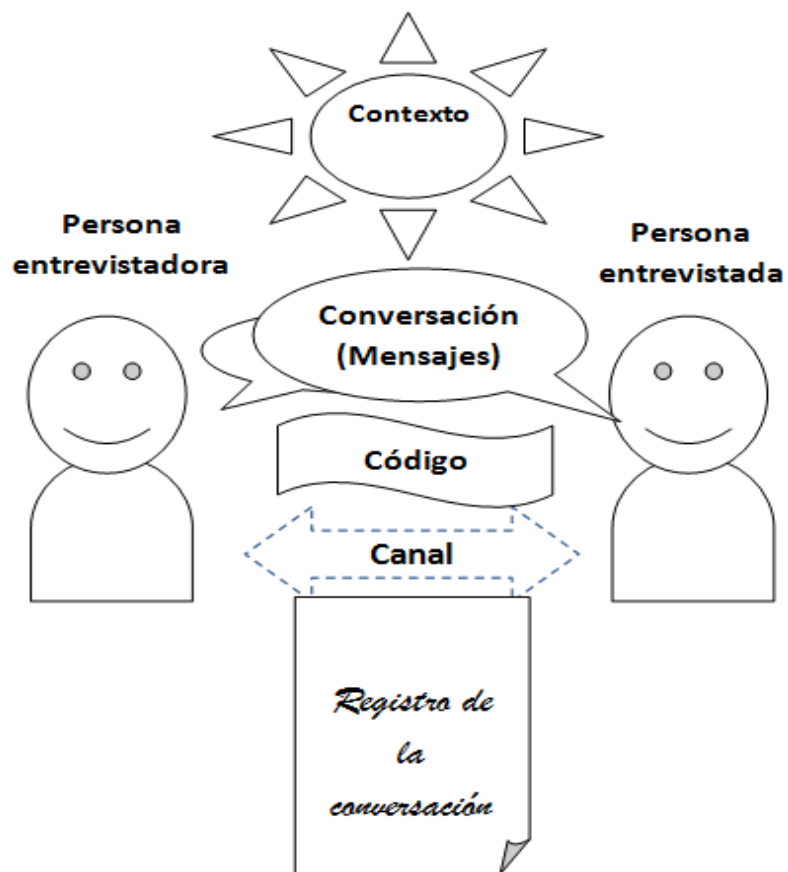 Contexto
Persona
entrevistadora
Persona
entrevistada
Conversación
(Mensajes)
Código
Canal
Registro de
la
conversación